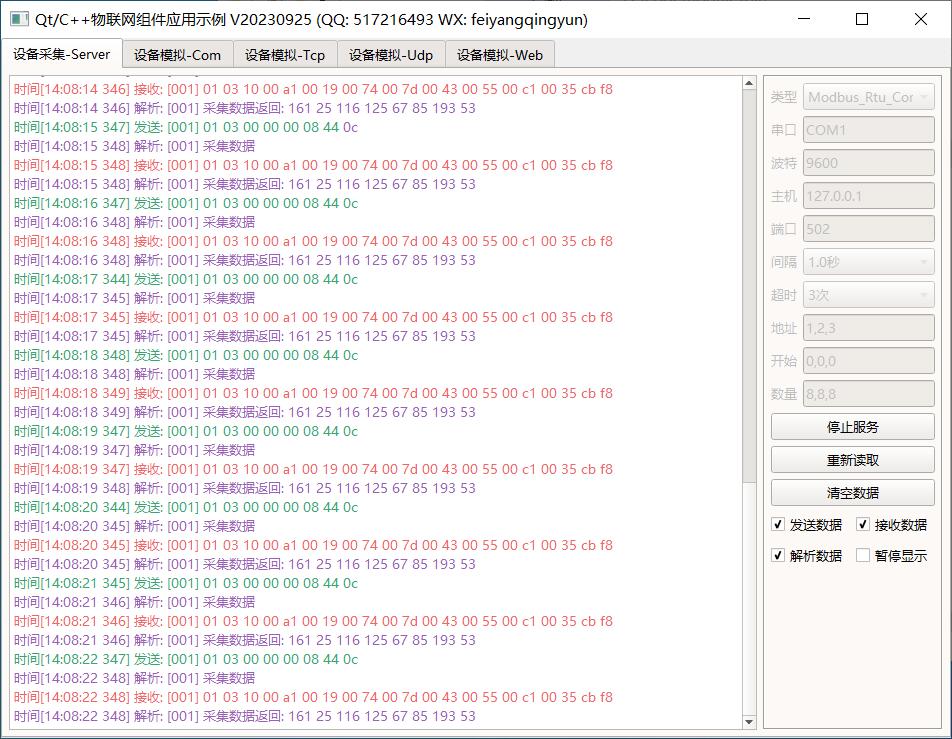 Qt/C++物联网组件应用示例 V20230925 (QQ: 517216493 WX: feiyangqingyun)
设备采集-Server 设备模拟-Com 设备模拟-Tcp 设备模拟-Udp 设备模拟-Web
时间[14:08:14 346] 接收: [001] 01 03 10 00 a1 00 19 00 74 00 7d 00 43 00 55 00 c1 00 35 cb f8
时间[14:08:14 346] 解析: [001] 采集数据返回: 161 25 116 125 67 85 193 53
时间[14:08:15 347] 发送: [001] 01 03 00 00 00 08 44 0c
时间[14:08:15 348] 解析: [001] 采集数据
时间[14:08:15 348] 接收: [001] 01 03 10 00 a1 00 19 00 74 00 7d 00 43 00 55 00 c1 00 35 cb f8
时间[14:08:15 348] 解析: [001] 采集数据返回: 161 25 116 125 67 85 193 53
时间[14:08:16 347] 发送: [001] 01 03 00 00 00 08 44 0c
时间[14:08:16 348] 解析: [001] 采集数据
时间[14:08:16 348] 接收: [001] 01 03 10 00 a1 00 19 00 74 00 7d 00 43 00 55 00 c1 00 35 cb f8
时间[14:08:16 348] 解析: [001] 采集数据返回: 161 25 116 125 67 85 193 53
时间[14:08:17 344] 发送: [001] 01 03 00 00 00 08 44 0c
时间[14:08:17 345] 解析: [001] 采集数据
时间[14:08:17 345] 接收: [001] 01 03 10 00 a1 00 19 00 74 00 7d 00 43 00 55 00 c1 00 35 cb f8
时间[14:08:17 345] 解析: [001] 采集数据返回: 161 25 116 125 67 85 193 53
时间[14:08:18 348] 发送: [001] 01 03 00 00 00 08 44 0c
时间[14:08:18 348] 解析: [001] 采集数据
时间[14:08:18 349] 接收: [001] 01 03 10 00 a1 00 19 00 74 00 7d 00 43 00 55 00 c1 00 35 cb f8
时间[14:08:18 349] 解析: [001] 采集数据返回: 161 25 116 125 67 85 193 53
时间[14:08:19 347] 发送: [001] 01 03 00 00 00 08 44 0c
时间[14:08:19 347] 解析: [001] 采集数据
时间[14:08:19 347] 接收: [001] 01 03 10 00 a1 00 19 00 74 00 7d 00 43 00 55 00 c1 00 35 cb f8
时间[14:08:19 348] 解析: [001] 采集数据返回: 161 25 116 125 67 85 193 53
时间[14:08:20 344] 发送: [001] 01 03 00 00 00 08 44 0c
时间[14:08:20 345] 解析: [001] 采集数据
时间[14:08:20 345] 接收: [001] 01 03 10 00 a1 00 19 00 74 00 7d 00 43 00 55 00 c1 00 35 cb f8
时间[14:08:20 345] 解析: [001] 采集数据返回: 161 25 116 125 67 85 193 53
时间[14:08:21 345] 发送: [001] 01 03 00 00 00 08 44 0c
时间[14:08:21 346] 解析: [001] 采集数据
时间[14:08:21 346] 接收: [001] 01 03 10 00 a1 00 19 00 74 00 7d 00 43 00 55 00 c1 00 35 cb f8
时间[14:08:21 346] 解析: [001] 采集数据返回: 161 25 116 125 67 85 193 53
时间[14:08:22 347] 发送: [001] 01 03 00 00 00 08 44 0c
时间[14:08:22 348] 解析: [001] 采集数据
时间[14:08:22 348] 接收: [001] 01 03 10 00 a1 00 19 00 74 00 7d 00 43 00 55 00 c1 00 35 cb f8
时间[14:08:22 348] 解析: [001] 采集数据返回: 161 25 116 125 67 85 193 53
类型 Modbus_Rtu_Cor
串口 COM1
波特 9600
主机 127.0.0.1
端口 502
间隔 1.0秒
超时 3次
地址 1,2,3
开始 0,0,0
数量 8,8,8
停止服务
重新读取
清空数据
发送数据 接收数据
解析数据 暂停显示